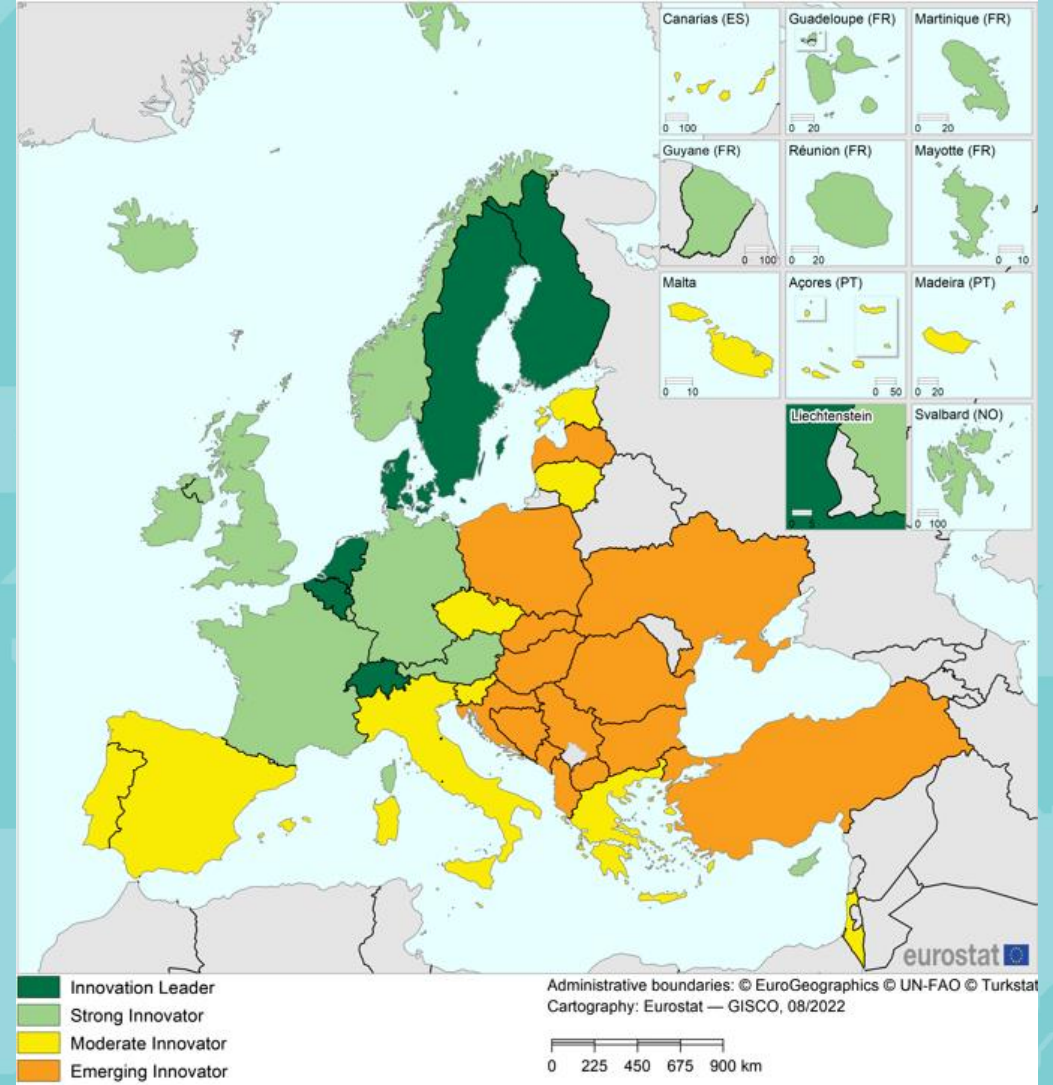 Canarias (ES)
0 100
Guadeloupe (FR)
0 20
Martinique (FR)
0 20
Guyane (FR)
0 100
Réunion (FR)
0 20
Mayotte (FR)
0 10
Malta
0 10
Açores (PT)
0 50
Madeira (PT)
0 20
Liechtenstein
0 5
Svalbard (NO)
0 100
eurostat
Innovation Leader
Strong Innovator
Moderate Innovator
Emerging Innovator
Administrative boundaries: © EuroGeographics © UN-FAO © Turkstat
Cartography: Eurostat — GISCO, 08/2022
0 225 450 675 900 km